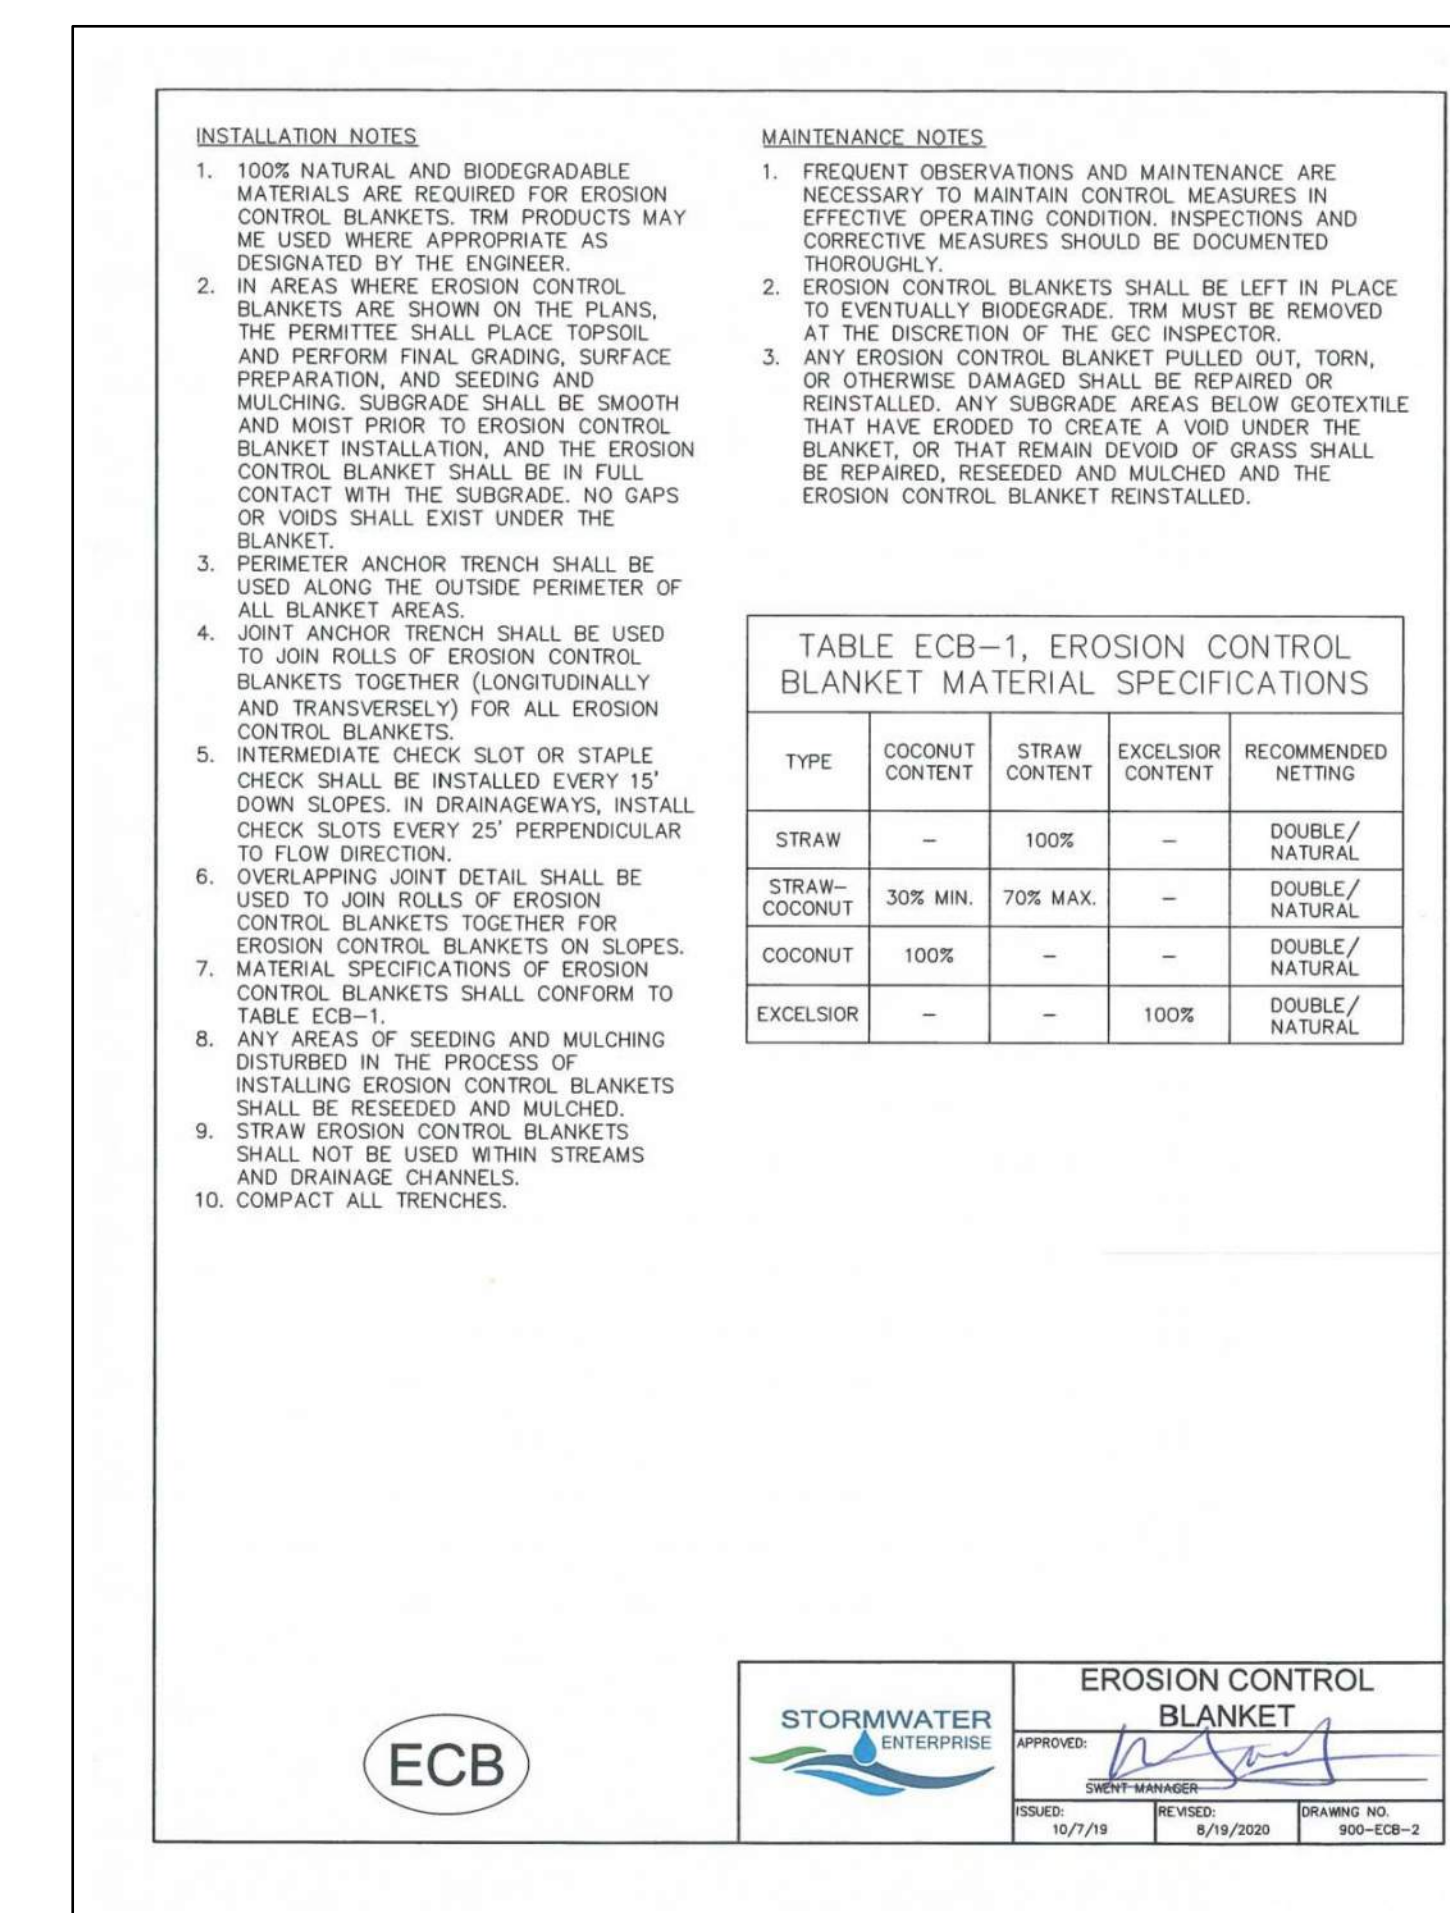 INSTALLATION NOTES
1. 100% NATURAL AND BIODEGRADABLE
MATERIALS ARE REQUIRED FOR EROSION
CONTROL BLANKETS. TRM PRODUCTS MAY
ME USED WHERE APPROPRIATE AS
DESIGNATED BY THE ENGINEER.
2. IN AREAS WHERE EROSION CONTROL
BLANKETS ARE SHOWN ON THE PLANS,
THE PERMITTEE SHALL PLACE TOPSOIL
AND PERFORM FINAL GRADING, SURFACE
PREPARATION, AND SEEDING AND
MULCHING. SUBGRADE SHALL BE SMOOTH
AND MOIST PRIOR TO EROSION CONTROL
BLANKET INSTALLATION, AND THE EROSION
CONTROL BLANKET SHALL BE IN FULL
CONTACT WITH THE SUBGRADE. NO GAPS
OR VOIDS SHALL EXIST UNDER THE
BLANKET.
3. PERIMETER ANCHOR TRENCH SHALL BE
USED ALONG THE OUTSIDE PERIMETER OF
ALL BLANKET AREAS.
4. JOINT ANCHOR TRENCH SHALL BE USED
TO JOIN ROLLS OF EROSION CONTROL
BLANKETS TOGETHER (LONGITUDINALLY
AND TRANSVERSELY) FOR ALL EROSION
CONTROL BLANKETS.
5. INTERMEDIATE CHECK SLOT OR STAPLE
CHECK SHALL BE INSTALLED EVERY 15'
DOWN SLOPES. IN DRAINAGEWAYS, INSTALL
CHECK SLOTS EVERY 25' PERPENDICULAR
TO FLOW DIRECTION.
6. OVERLAPPING JOINT DETAIL SHALL BE
USED TO JOIN ROLLS OF EROSION
CONTROL BLANKETS TOGETHER FOR
EROSION CONTROL BLANKETS ON SLOPES.
7. MATERIAL SPECIFICATIONS OF EROSION
CONTROL BLANKETS SHALL CONFORM TO
TABLE ECB-1.
8. ANY AREAS OF SEEDING AND MULCHING
DISTURBED IN THE PROCESS OF
INSTALLING EROSION CONTROL BLANKETS
SHALL BE RESEEDED AND MULCHED.
9. STRAW EROSION CONTROL BLANKETS
SHALL NOT BE USED WITHIN STREAMS
AND DRAINAGE CHANNELS.
10. COMPACT ALL TRENCHES.
MAINTENANCE NOTES
1. FREQUENT OBSERVATIONS AND MAINTENANCE ARE
NECESSARY TO MAINTAIN CONTROL MEASURES IN
EFFECTIVE OPERATING CONDITION. INSPECTIONS AND
CORRECTIVE MEASURES SHOULD BE DOCUMENTED
THOROUGHLY.
2. EROSION CONTROL BLANKETS SHALL BE LEFT IN PLACE
TO EVENTUALLY BIODEGRADE. TRM MUST BE REMOVED
AT THE DISCRETION OF THE GEC INSPECTOR.
3. ANY EROSION CONTROL BLANKET PULLED OUT, TORN,
OR OTHERWISE DAMAGED SHALL BE REPAIRED OR
REINSTALLED. ANY SUBGRADE AREAS BELOW GEOTEXTILE
THAT HAVE ERODED TO CREATE A VOID UNDER THE
BLANKET, OR THAT REMAIN DEVOID OF GRASS SHALL
BE REPAIRED, RESEEDED AND MULCHED AND THE
EROSION CONTROL BLANKET REINSTALLED.
TABLE ECB-1, EROSION CONTROL
BLANKET MATERIAL SPECIFICATIONS
TYPE | COCONUT CONTENT | STRAW CONTENT | EXCELSIOR CONTENT | RECOMMENDED NETTING
STRAW | - | 100% | - | DOUBLE/ NATURAL
STRAW-COCONUT | 30% MIN. | 70% MAX. | - | DOUBLE/ NATURAL
COCONUT | 100% | - | - | DOUBLE/ NATURAL
EXCELSIOR | - | - | 100% | DOUBLE/ NATURAL
ECB
STORMWATER
ENTERPRISE
EROSION CONTROL
BLANKET
APPROVED:
SWENT MANAGER
ISSUED: 10/7/19
REVISED: 8/19/2020
DRAWING NO. 900-ECB-2